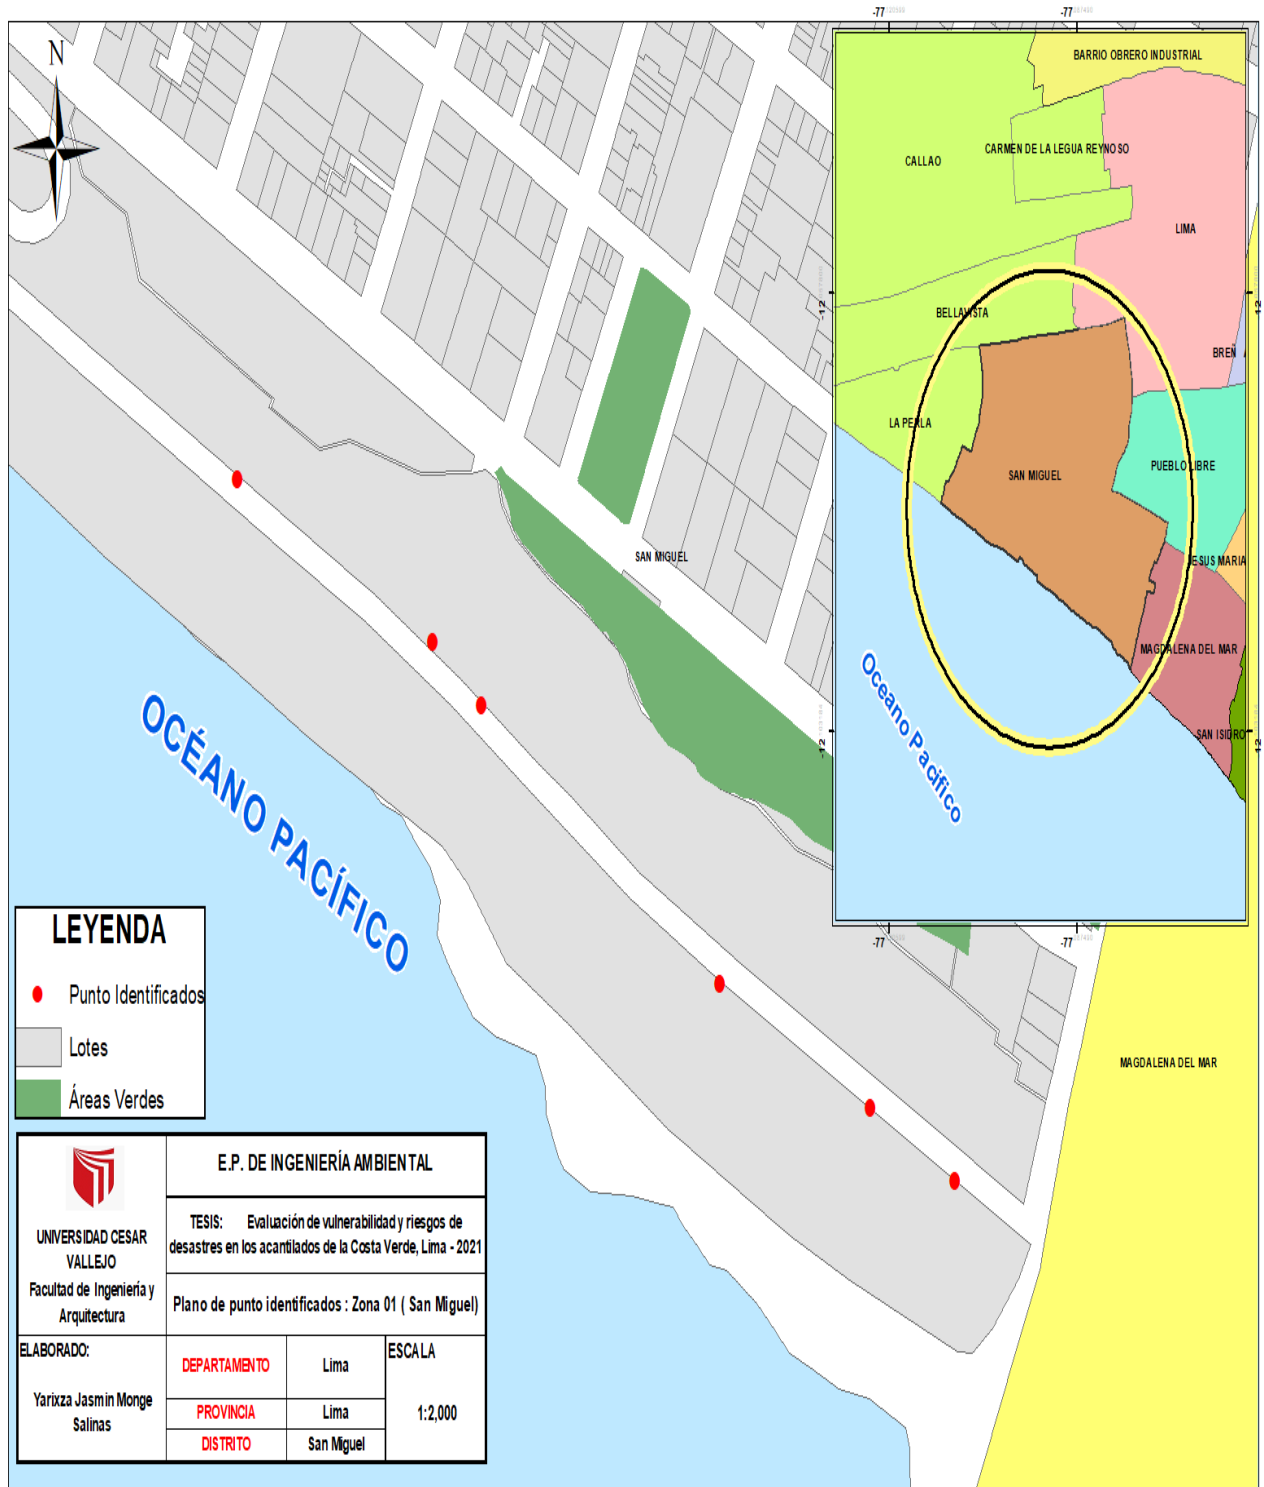 N
-77
-77
BARRIO OBRERO INDUSTRIAL
CARMEN DE LA LEGUA REYNOSO
CALLAO
LIMA
-12
-12
BELLAVISTA
BREÑ
LA PERLA
PUEBLO LIBRE
SAN MIGUEL
JESUS MARIA
MAGDALENA DEL MAR
SAN ISIDRO
Oceano Pacifico
-12
-12
-77
-77
SAN MIGUEL
OCÉANO PACÍFICO
MAGDALENA DEL MAR
LEYENDA
Punto Identificados
Lotes
Áreas Verdes
UNIVERSIDAD CESAR
VALLEJO
Facultad de Ingeniería y
Arquitectura
E.P. DE INGENIERÍA AMBIENTAL
TESIS: Evaluación de vulnerabilidad y riesgos de
desastres en los acantilados de la Costa Verde, Lima - 2021
Plano de punto identificados : Zona 01 ( San Miguel)
ELABORADO:
Yarixza Jasmin Monge
Salinas
DEPARTAMENTO Lima
PROVINCIA Lima
DISTRITO San Miguel
ESCALA
1:2,000